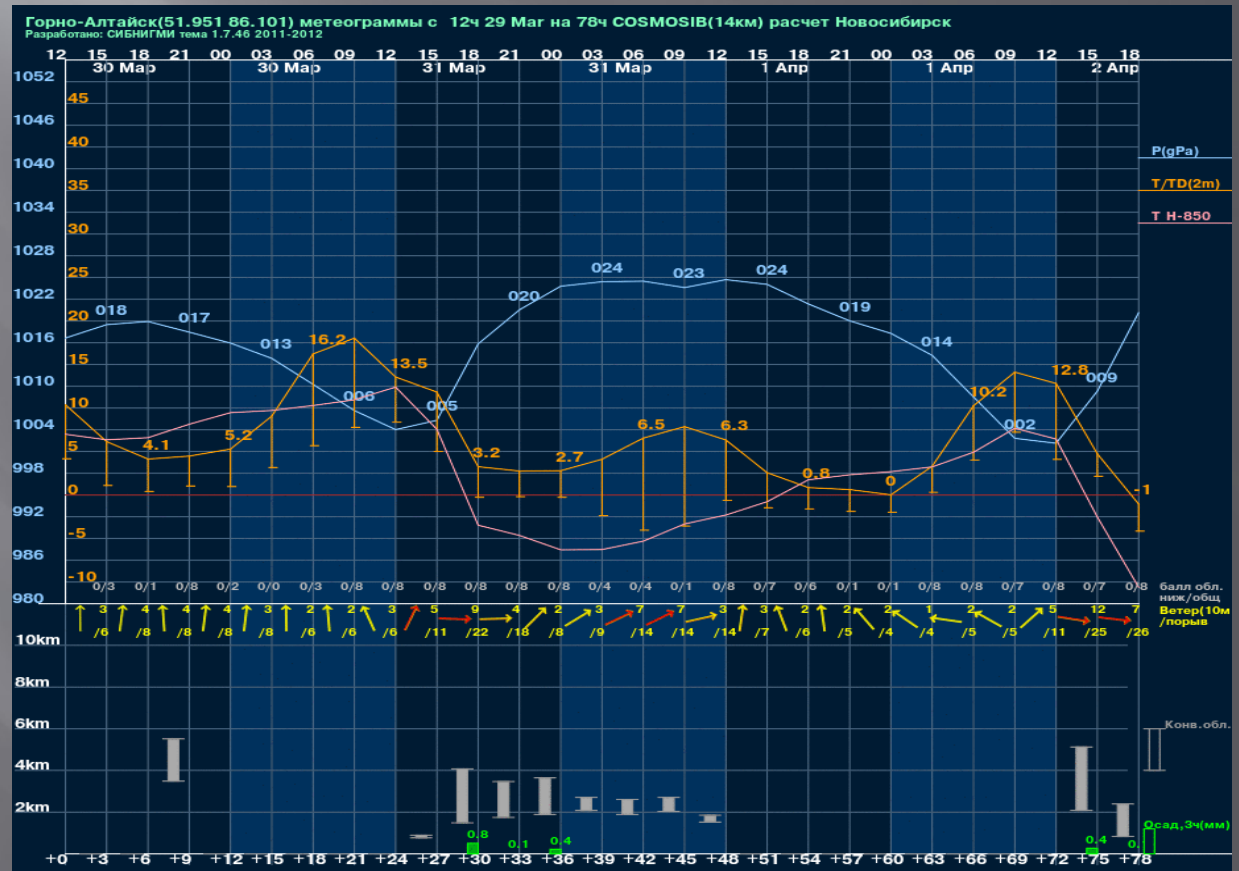 Горно-Алтайск(51.951 86.101) метеограммы с 12ч 29 Mar на 78ч COSMOSIB(14км) расчет Новосибирск
Разработано: СИБНИГМИ тема 1.7.46 2011-2012
12 15 18 21 00 03 06 09 12 15 18 21 00 03 06 09 12 15 18 21 00 03 06 09 12 15 18
30 Мар 30 Мар 31 Мар 31 Мар 1 Апр 1 Апр 2 Апр
1052
45
1046
40
1040
P(gPa)
35
T/TD(2m)
1034
30
T H-850
1028
25
024 023 024
1022
018 017 020 019
20
1016
013 16.2 014
15
13.5 12.8
1010
10
006 005 10.2 009
1004
4.1 5.2 6.5 6.3 002
5
3.2 2.7
998
0
0.8 0 -1
992
-5
986
-10
0/3 0/1 0/8 0/2 0/0 0/3 0/8 0/8 0/8 0/8 0/8 0/8 0/4 0/4 0/1 0/8 0/7 0/6 0/1 0/1 0/8 0/8 0/7 0/8 0/7 0/8
балл обл.
980
ниж/общ
3 4 4 4 3 2 2 3 5 9 4 2 3 7 7 3 3 2 2 2 1 2 2 5 12 7
Ветер(10м
/порыв
/6 /8 /8 /8 /8 /6 /6 /6 /11 /22 /18 /8 /9 /14 /14 /14 /7 /6 /5 /4 /4 /5 /5 /11 /25 /26
10km
8km
6km
Конв.обл.
4km
2km
Осад,3ч(мм)
0.8 0.1 0.4 0.4 0.
+0 +3 +6 +9 +12 +15 +18 +21 +24 +27 +30 +33 +36 +39 +42 +45 +48 +51 +54 +57 +60 +63 +66 +69 +72 +75 +78